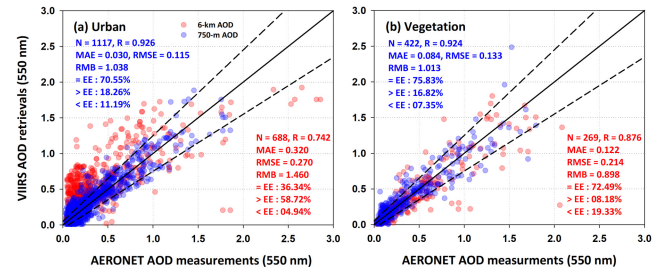 (a) Urban
6-km AOD
750-m AOD
N = 1117, R = 0.926
MAE = 0.030, RMSE = 0.115
RMB = 1.038
= EE : 70.55%
> EE : 18.26%
< EE : 11.19%
N = 688, R = 0.742
MAE = 0.320
RMSE = 0.270
RMB = 1.460
= EE : 36.34%
> EE : 58.72%
< EE : 04.94%
VIIRS AOD retrievals (550 nm)
3.0
2.5
2.0
1.5
1.0
0.5
0.0
0.0 0.5 1.0 1.5 2.0 2.5 3.0
AERONET AOD measurements (550 nm)
(b) Vegetation
N = 422, R = 0.924
MAE = 0.084, RMSE = 0.133
RMB = 1.013
= EE : 75.83%
> EE : 16.82%
< EE : 07.35%
N = 269, R = 0.876
MAE = 0.122
RMSE = 0.214
RMB = 0.898
= EE : 72.49%
> EE : 08.18%
< EE : 19.33%
3.0
2.5
2.0
1.5
1.0
0.5
0.0
0.0 0.5 1.0 1.5 2.0 2.5 3.0
AERONET AOD measurments (550 nm)